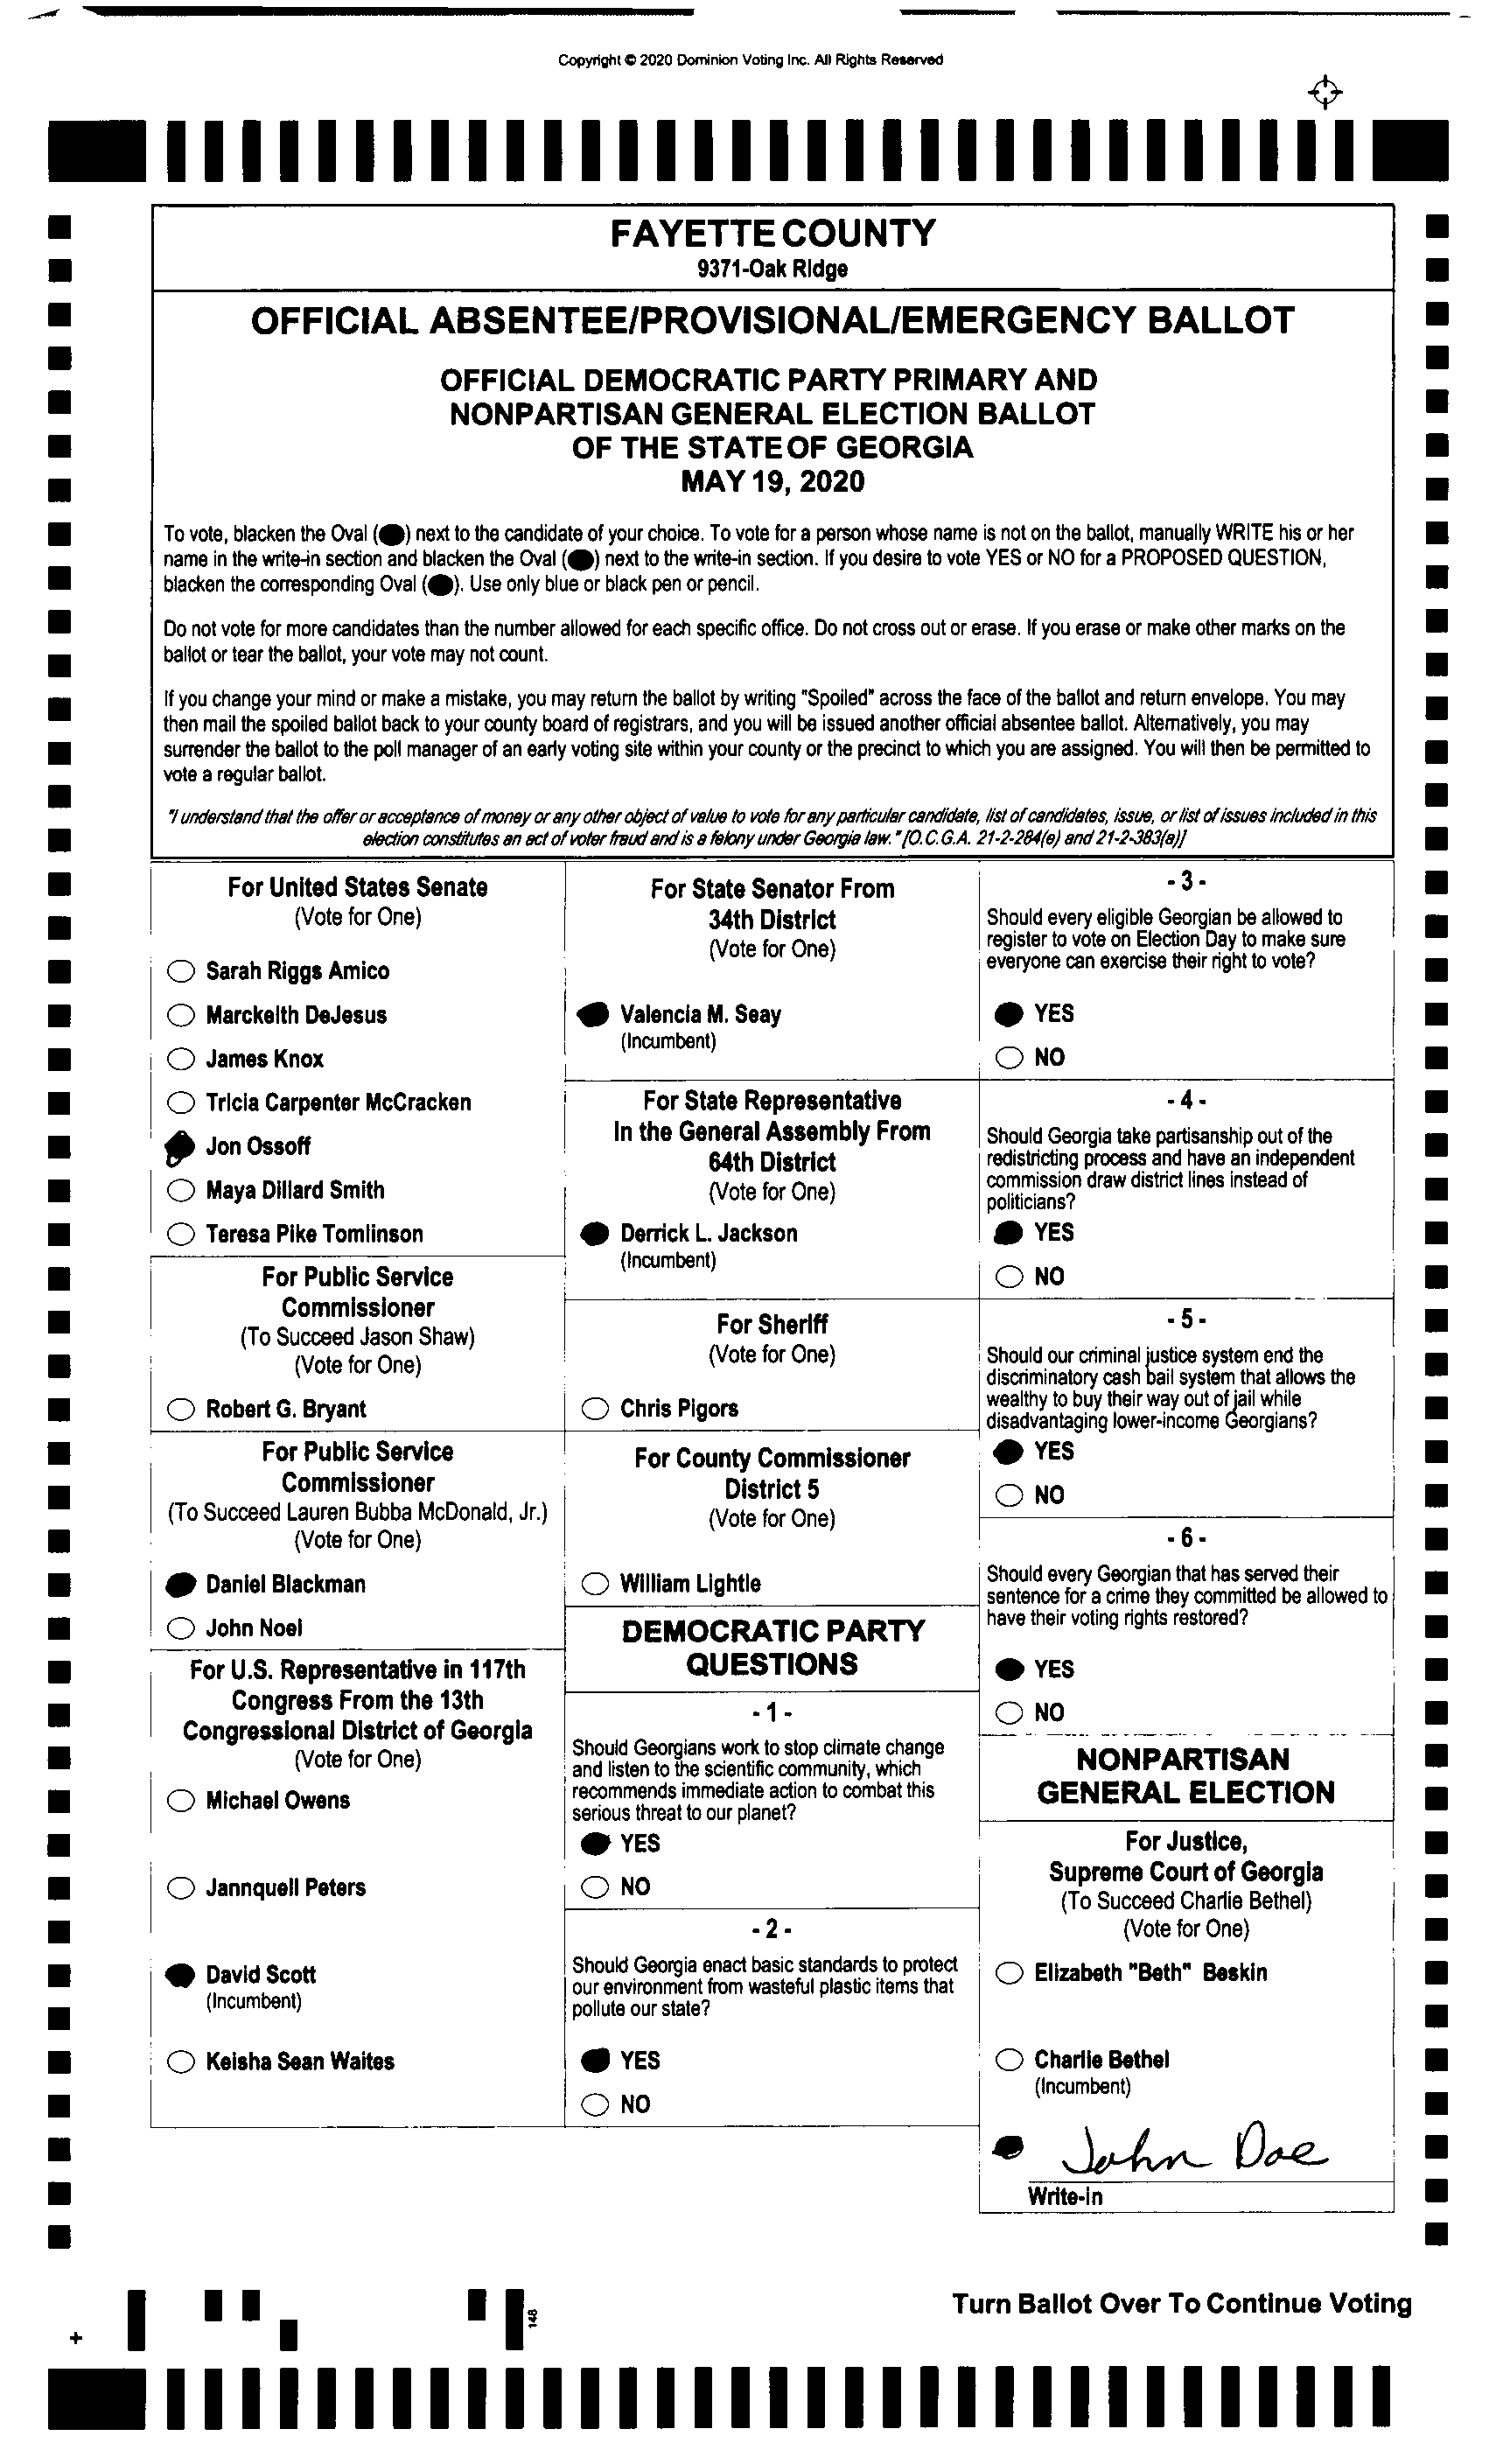 Copyright © 2020 Dominion Voting Inc. All Rights Reserved
FAYETTE COUNTY
9371-Oak Ridge
OFFICIAL ABSENTEE/PROVISIONAL/EMERGENCY BALLOT
OFFICIAL DEMOCRATIC PARTY PRIMARY AND
NONPARTISAN GENERAL ELECTION BALLOT
OF THE STATE OF GEORGIA
MAY 19, 2020
To vote, blacken the Oval ( ) next to the candidate of your choice. To vote for a person whose name is not on the ballot, manually WRITE his or her
name in the write-in section and blacken the Oval ( ) next to the write-in section. If you desire to vote YES or NO for a PROPOSED QUESTION,
blacken the corresponding Oval ( ). Use only blue or black pen or pencil.
Do not vote for more candidates than the number allowed for each specific office. Do not cross out or erase. If you erase or make other marks on the
ballot or tear the ballot, your vote may not count.
If you change your mind or make a mistake, you may return the ballot by writing "Spoiled" across the face of the ballot and return envelope. You may
then mail the spoiled ballot back to your county board of registrars, and you will be issued another official absentee ballot. Alternatively, you may
surrender the ballot to the poll manager of an early voting site within your county or the precinct to which you are assigned. You will then be permitted to
vote a regular ballot.
"I understand that the offer or acceptance of money or any other object of value to vote for any particular candidate, list of candidates, issue, or list of issues included in this
election constitutes an act of voter fraud and is a felony under Georgia law." [O.C.G.A. 21-2-284(e) and 21-2-383(a)]
For United States Senate
(Vote for One)
Sarah Riggs Amico
Marckeith DeJesus
James Knox
Tricia Carpenter McCracken
Jon Ossoff
Maya Dillard Smith
Teresa Pike Tomlinson
For Public Service
Commissioner
(To Succeed Jason Shaw)
(Vote for One)
Robert G. Bryant
For Public Service
Commissioner
(To Succeed Lauren Bubba McDonald, Jr.)
(Vote for One)
Daniel Blackman
John Noel
For U.S. Representative in 117th
Congress From the 13th
Congressional District of Georgia
(Vote for One)
Michael Owens
Jannquell Peters
David Scott
(Incumbent)
Keisha Sean Waites
For State Senator From
34th District
(Vote for One)
Valencia M. Seay
(Incumbent)
For State Representative
In the General Assembly From
64th District
(Vote for One)
Derrick L. Jackson
(Incumbent)
For Sheriff
(Vote for One)
Chris Pigors
For County Commissioner
District 5
(Vote for One)
William Lightle
DEMOCRATIC PARTY
QUESTIONS
- 1 -
Should Georgians work to stop climate change
and listen to the scientific community, which
recommends immediate action to combat this
serious threat to our planet?
YES
NO
- 2 -
Should Georgia enact basic standards to protect
our environment from wasteful plastic items that
pollute our state?
YES
NO
- 3 -
Should every eligible Georgian be allowed to
register to vote on Election Day to make sure
everyone can exercise their right to vote?
YES
NO
- 4 -
Should Georgia take partisanship out of the
redistricting process and have an independent
commission draw district lines instead of
politicians?
YES
NO
- 5 -
Should our criminal justice system end the
discriminatory cash bail system that allows the
wealthy to buy their way out of jail while
disadvantaging lower-income Georgians?
YES
NO
- 6 -
Should every Georgian that has served their
sentence for a crime they committed be allowed to
have their voting rights restored?
YES
NO
NONPARTISAN
GENERAL ELECTION
For Justice,
Supreme Court of Georgia
(To Succeed Charlie Bethel)
(Vote for One)
Elizabeth "Beth" Beskin
Charlie Bethel
(Incumbent)
John Doe
Write-in
Turn Ballot Over To Continue Voting
148